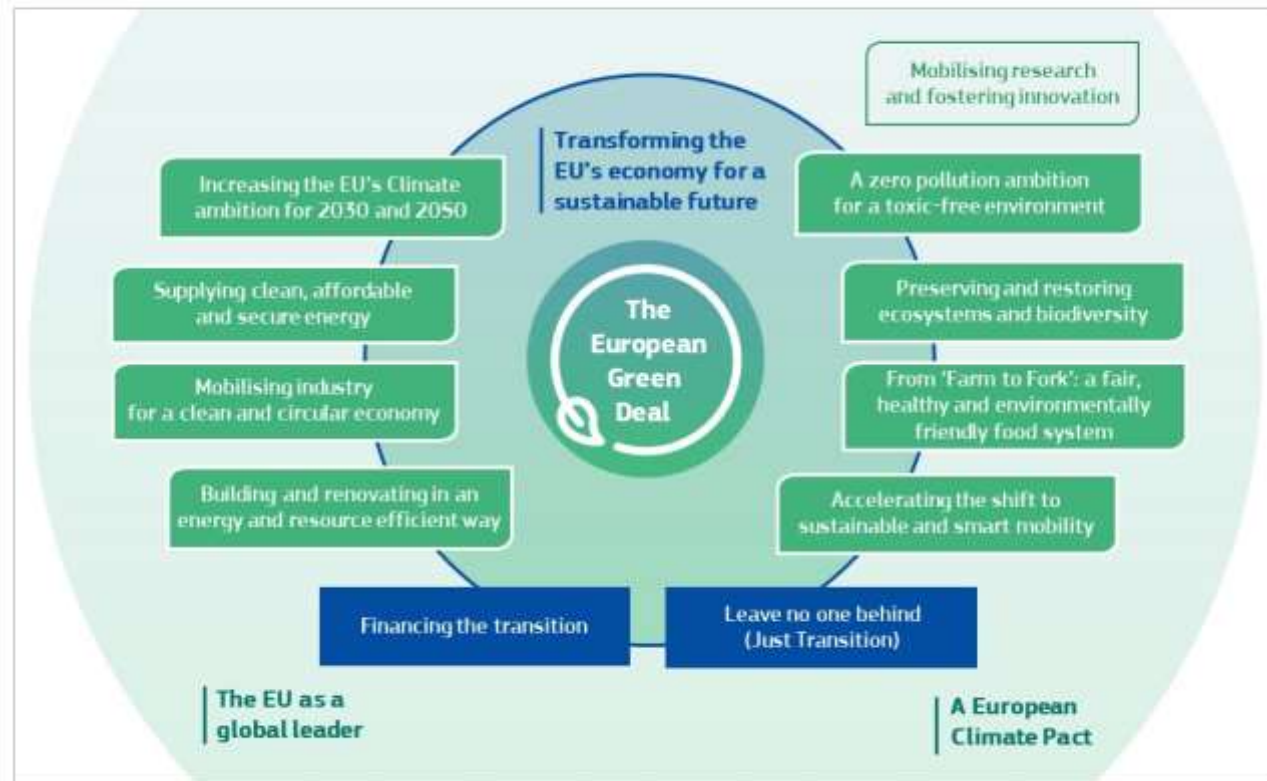 Mobilising research
and fostering innovation
Transforming the
EU's economy for a
sustainable future
Increasing the EU's Climate
ambition for 2030 and 2050
A zero pollution ambition
for a toxic-free environment
Supplying clean, affordable
and secure energy
Preserving and restoring
ecosystems and biodiversity
The
European
Green
Deal
Mobilising industry
for a clean and circular economy
From 'Farm to Fork': a fair,
healthy and environmentally
friendly food system
Building and renovating in an
energy and resource efficient way
Accelerating the shift to
sustainable and smart mobility
Financing the transition
Leave no one behind
(Just Transition)
The EU as a
global leader
A European
Climate Pact